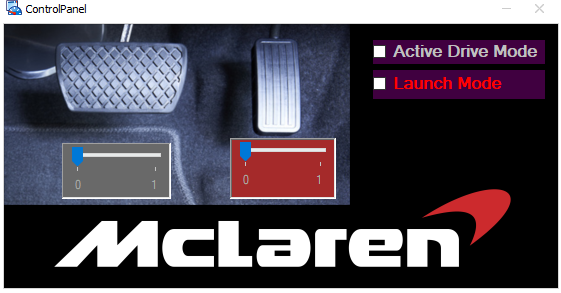 ControlPanel
Active Drive Mode
Launch Mode
0 1
0 1
McLaren